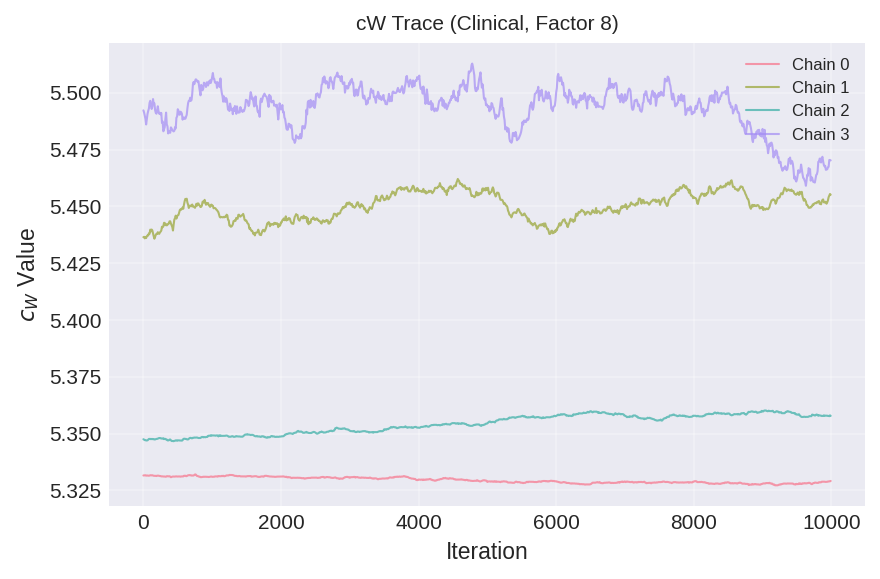 cW Trace (Clinical, Factor 8)
Chain 0
Chain 1
Chain 2
Chain 3
5.500
5.475
5.450
5.425
5.400
5.375
5.350
5.325
c_W Value
0 2000 4000 6000 8000 10000
Iteration